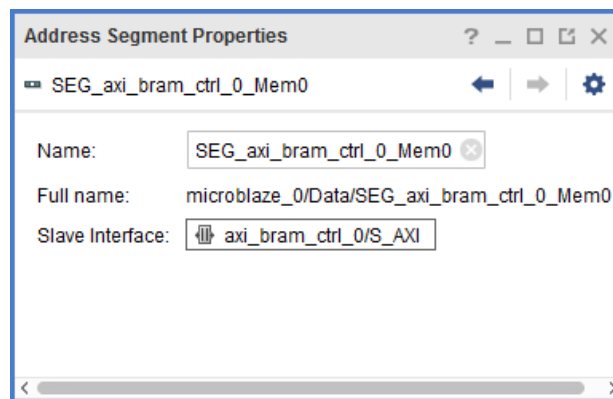 Address Segment Properties
SEG_axi_bram_ctrl_0_Mem0
Name: SEG_axi_bram_ctrl_0_Mem0
Full name: microblaze_0/Data/SEG_axi_bram_ctrl_0_Mem0
Slave Interface: axi_bram_ctrl_0/S_AXI